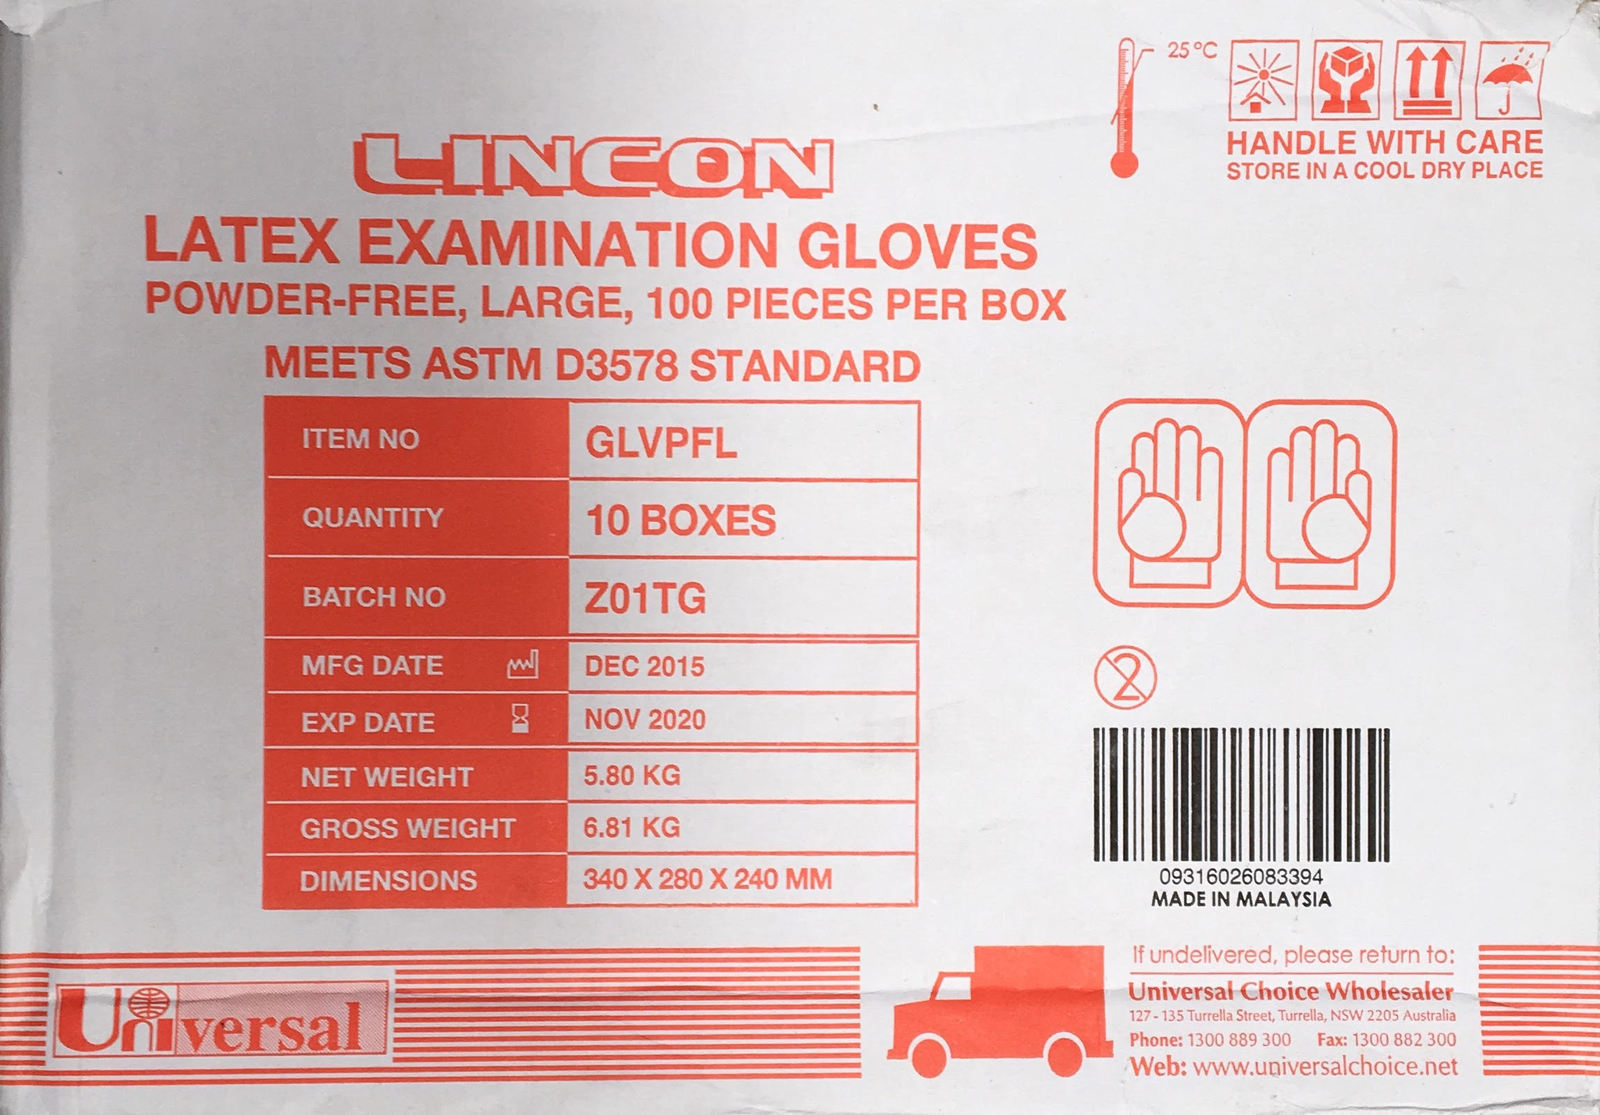 25 °C
HANDLE WITH CARE
STORE IN A COOL DRY PLACE
LINCON
LATEX EXAMINATION GLOVES
POWDER-FREE, LARGE, 100 PIECES PER BOX
MEETS ASTM D3578 STANDARD
ITEM NO GLVPFL
QUANTITY 10 BOXES
BATCH NO Z01TG
MFG DATE DEC 2015
EXP DATE NOV 2020
NET WEIGHT 5.80 KG
GROSS WEIGHT 6.81 KG
DIMENSIONS 340 X 280 X 240 MM
2
09316026083394
MADE IN MALAYSIA
Universal
If undelivered, please return to:
Universal Choice Wholesaler
127 - 135 Turrella Street, Turrella, NSW 2205 Australia
Phone: 1300 889 300 Fax: 1300 882 300
Web: www.universalchoice.net